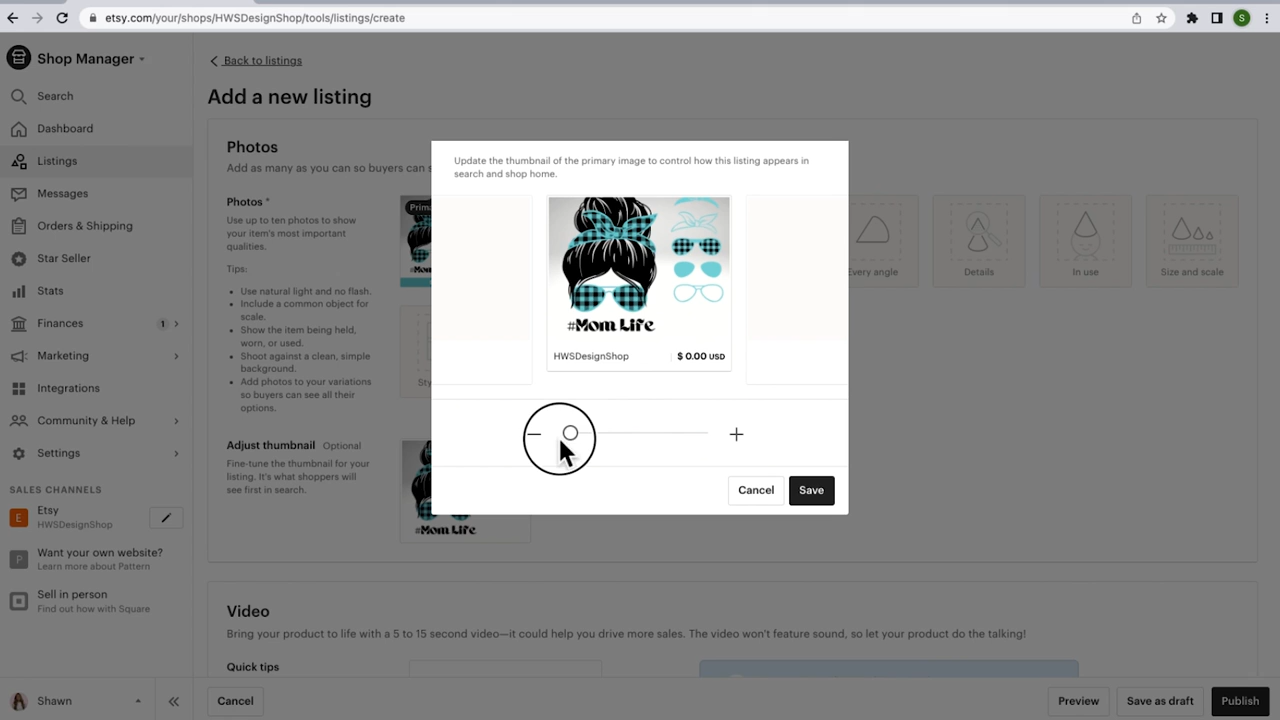 etsy.com/your/shops/HWSDesignShop/tools/listings/create
S
Shop Manager
Search
Dashboard
Listings
Messages
Orders & Shipping
Star Seller
Stats
Finances
1
Marketing
Integrations
Community & Help
Settings
SALES CHANNELS
E
Etsy
HWSDesignShop
P
Want your own website?
Learn more about Pattern
Sell in person
Find out how with Square
Shawn
Back to listings
Add a new listing
Photos
Add as many as you can so buyers can s
Photos *
Use up to ten photos to show
your item's most important
qualities.
Tips:
• Use natural light and no flash.
• Include a common object for
scale.
• Show the item being held,
worn, or used.
• Shoot against a clean, simple
background.
• Add photos to your variations
so buyers can see all their
options.
Prima
#Mo
Sty
Every angle
Details
In use
Size and scale
Adjust thumbnail Optional
Fine-tune the thumbnail for your
listing. It's what shoppers will
see first in search.
#Mom Life
Update the thumbnail of the primary image to control how this listing appears in
search and shop home.
#Mom Life
HWSDesignShop
$ 0.00 USD
Cancel
Save
Video
Bring your product to life with a 5 to 15 second video—it could help you drive more sales. The video won't feature sound, so let your product do the talking!
Quick tips
Cancel
Preview
Save as draft
Publish